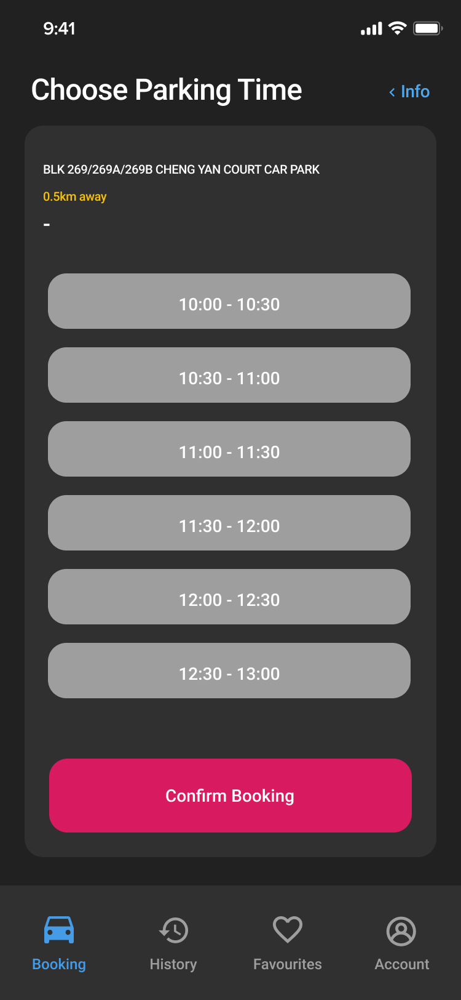 9:41
Choose Parking Time
< Info
BLK 269/269A/269B CHENG YAN COURT CAR PARK
0.5km away
-
10:00 - 10:30
10:30 - 11:00
11:00 - 11:30
11:30 - 12:00
12:00 - 12:30
12:30 - 13:00
Confirm Booking
Booking History Favourites Account